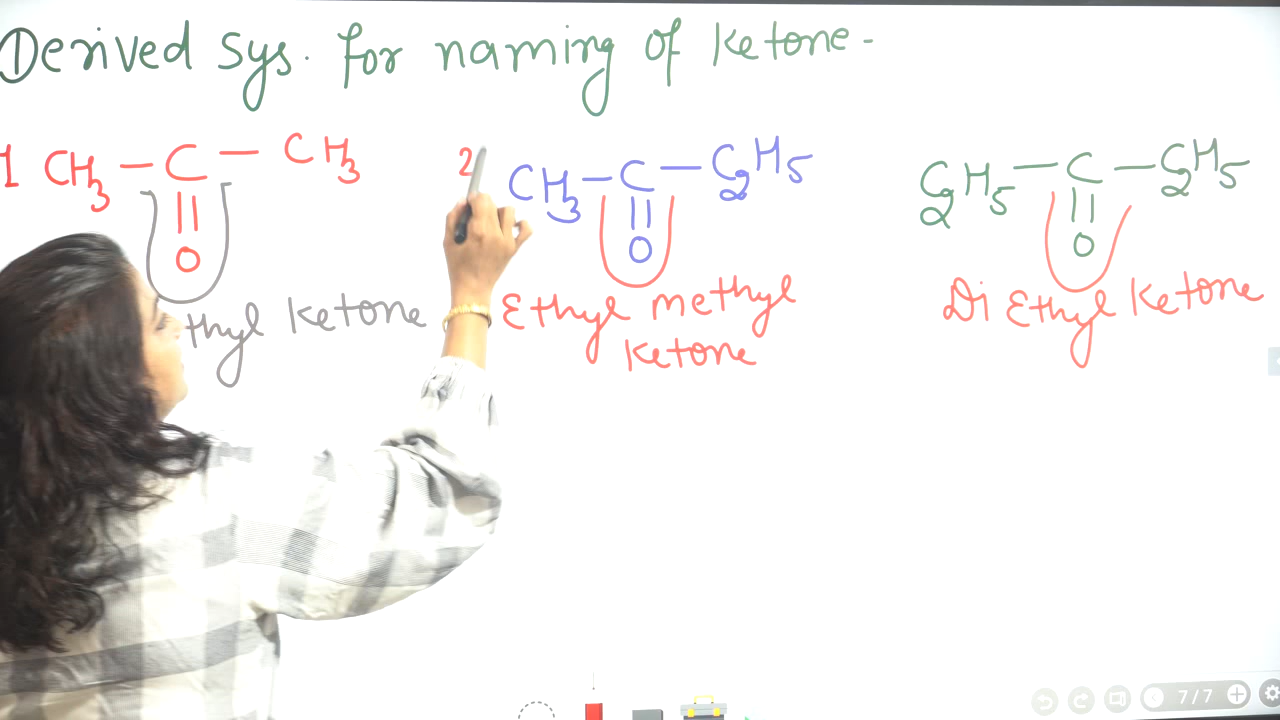 ① Derived Sys. for naming of Ketone -
1 CH3 — C — CH3
|| O
thyl Ketone
2 CH3 — C — C2H5
|| O
Ethyl methyl
Ketone
C2H5 — C — C2H5
|| O
Di Ethyl Ketone
7/7